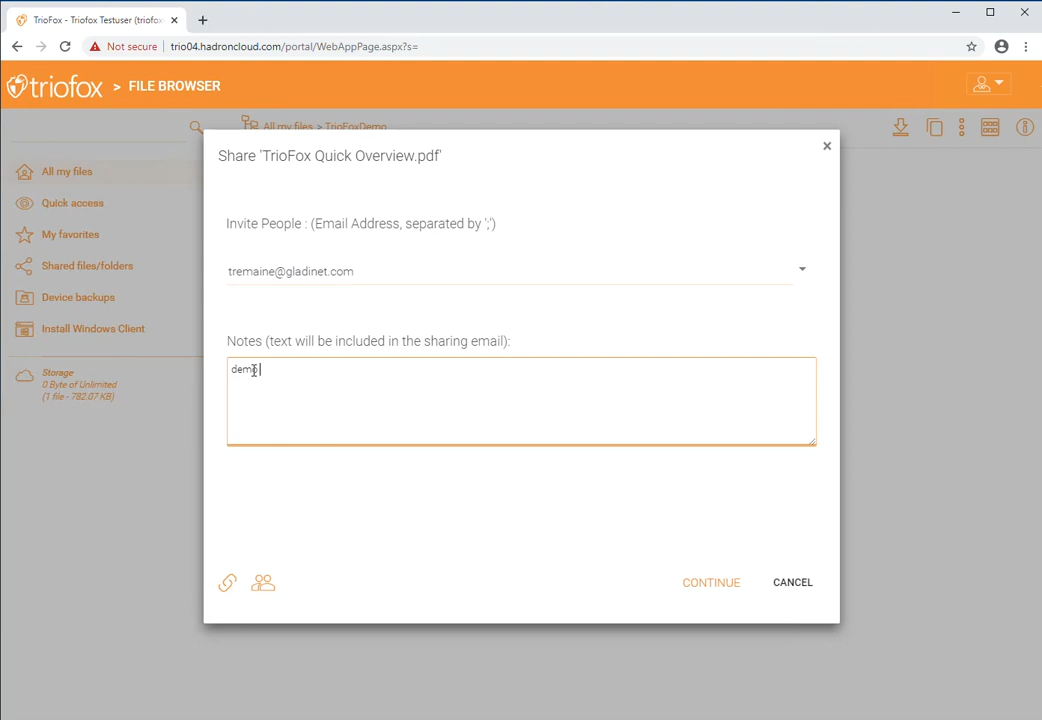 TrioFox - Triofox Testuser (triofox
Not secure
trio04.hadroncloud.com/portal/WebAppPage.aspx?s=
triofox > FILE BROWSER
All my files > TrioFoxDemo
All my files
Quick access
My favorites
Shared files/folders
Device backups
Install Windows Client
Storage
0 Byte of Unlimited
(1 file - 782.07 KB)
Share 'TrioFox Quick Overview.pdf'
Invite People : (Email Address, separated by ';')
tremaine@gladinet.com
Notes (text will be included in the sharing email):
demo
CONTINUE
CANCEL